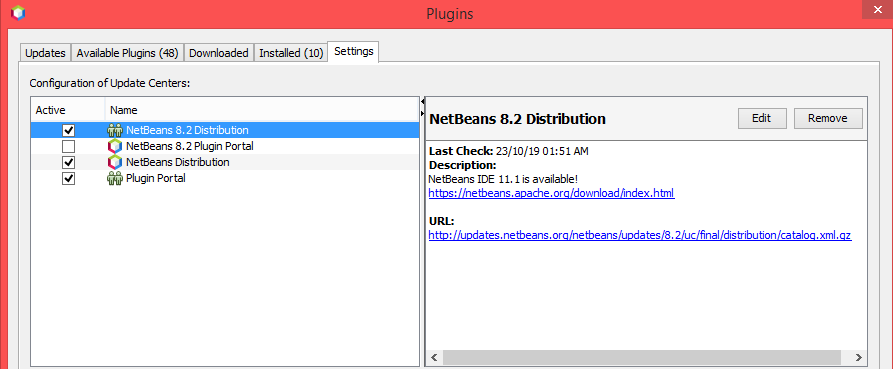 Plugins
Updates Available Plugins (48) Downloaded Installed (10) Settings
Configuration of Update Centers:
Active Name
NetBeans 8.2 Distribution
NetBeans 8.2 Plugin Portal
NetBeans Distribution
Plugin Portal
NetBeans 8.2 Distribution Edit Remove
Last Check: 23/10/19 01:51 AM
Description:
NetBeans IDE 11.1 is available!
https://netbeans.apache.org/download/index.html
URL:
http://updates.netbeans.org/netbeans/updates/8.2/uc/final/distribution/catalog.xml.gz